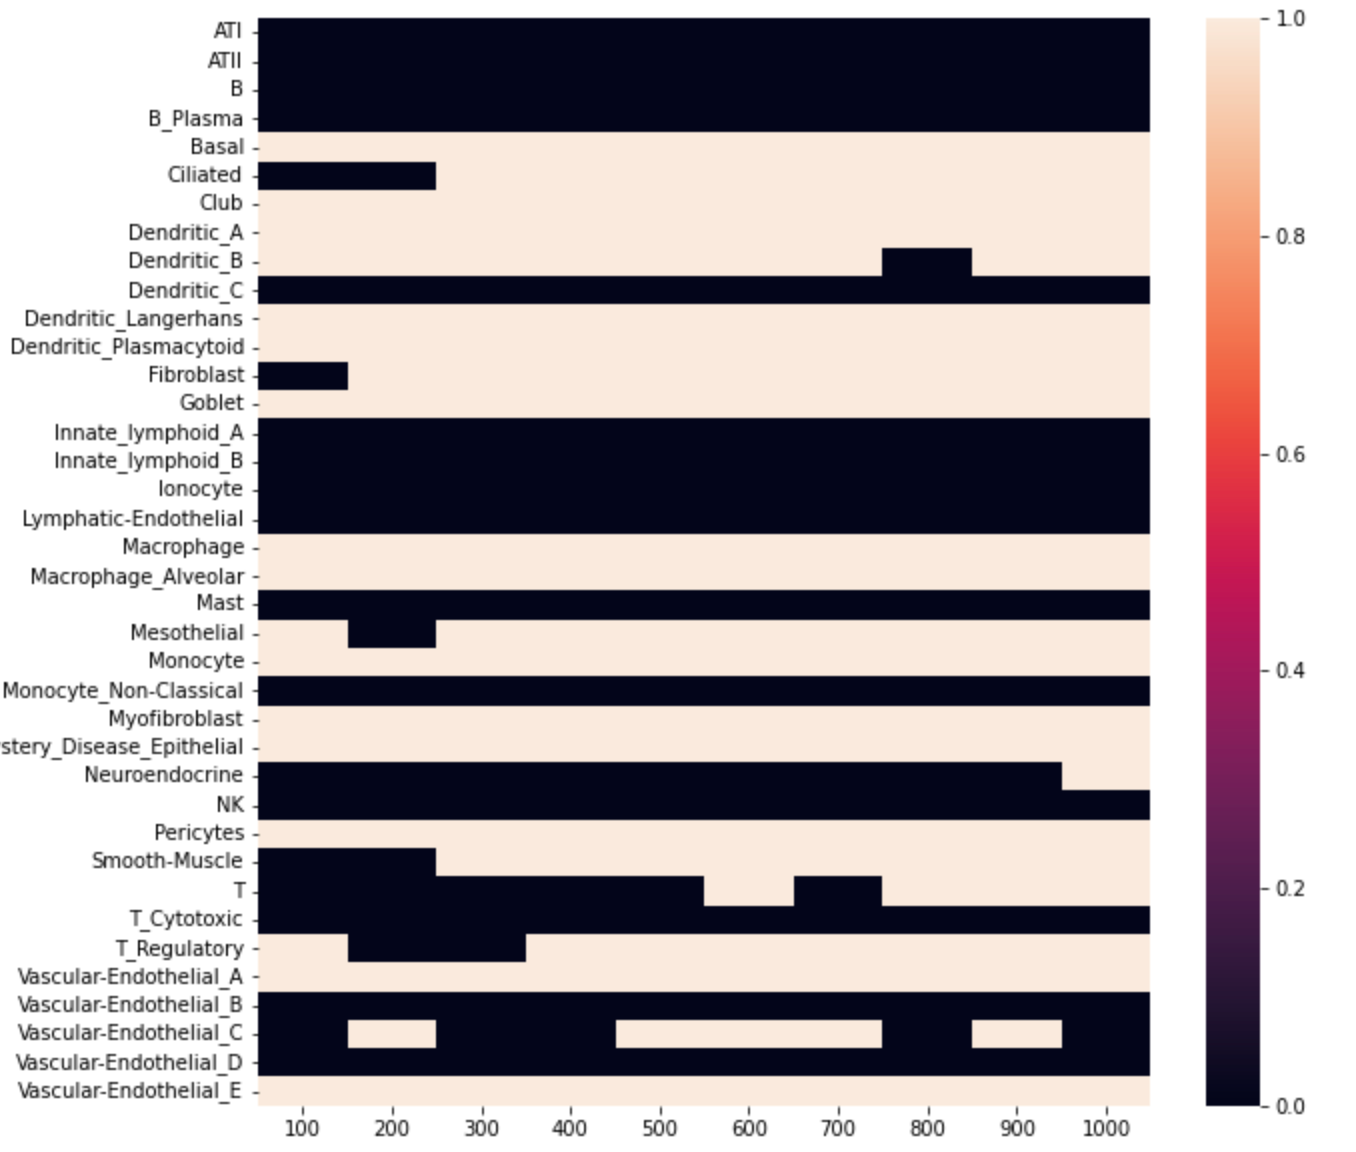 ATI
ATII
B
B_Plasma
Basal
Ciliated
Club
Dendritic_A
Dendritic_B
Dendritic_C
Dendritic_Langerhans
Dendritic_Plasmacytoid
Fibroblast
Goblet
Innate_lymphoid_A
Innate_lymphoid_B
Ionocyte
Lymphatic-Endothelial
Macrophage
Macrophage_Alveolar
Mast
Mesothelial
Monocyte
Monocyte_Non-Classical
Myofibroblast
stery_Disease_Epithelial
Neuroendocrine
NK
Pericytes
Smooth-Muscle
T
T_Cytotoxic
T_Regulatory
Vascular-Endothelial_A
Vascular-Endothelial_B
Vascular-Endothelial_C
Vascular-Endothelial_D
Vascular-Endothelial_E
100 200 300 400 500 600 700 800 900 1000
1.0
0.8
0.6
0.4
0.2
0.0